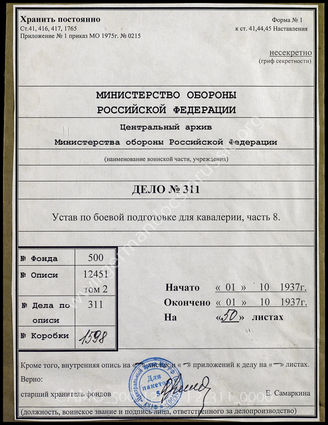 Хранить постоянно
Форма № 1
Ст.41, 416, 417, 1765
к ст. 41,44,45 Наставления
Приложение № 1 приказ МО 1975г. № 0215
несекретно
(гриф секретности)
МИНИСТЕРСТВО ОБОРОНЫ
РОССИЙСКОЙ ФЕДЕРАЦИИ
Центральный архив
Министерства обороны Российской Федерации
(наименование воинской части, учреждения)
ДЕЛО № 311
Устав по боевой подготовке для кавалерии, часть 8.
№ Фонда 500
№ Описи 12451
том 2
№ Дела по описи 311
№ Коробки 1598
Начато « 01 » 10 1937г.
Окончено « 01 » 10 1937г.
На «50» листах
Кроме того, внутренняя опись на «—» листах и «—» приложений к делу на «—» листах.
Верно:
старший хранитель фондов
Е. Самаркина
(должность, воинское звание и подпись лица, ответственного за делопроизводство)
Для пакетов